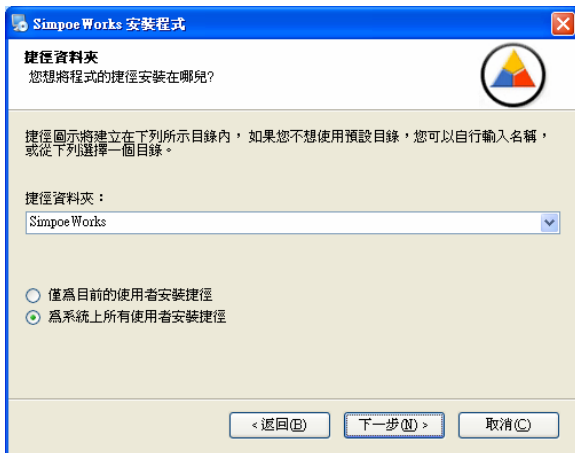 SimpoeWorks 安裝程式
捷徑資料夾
您想將程式的捷徑安裝在哪兒?
捷徑圖示將建立在下列所示目錄內，如果您不想使用預設目錄，您可以自行輸入名稱，
或從下列選擇一個目錄。
捷徑資料夾：
SimpoeWorks
僅為目前的使用者安裝捷徑
為系統上所有使用者安裝捷徑
<返回(B) 下一步(N)> 取消(C)